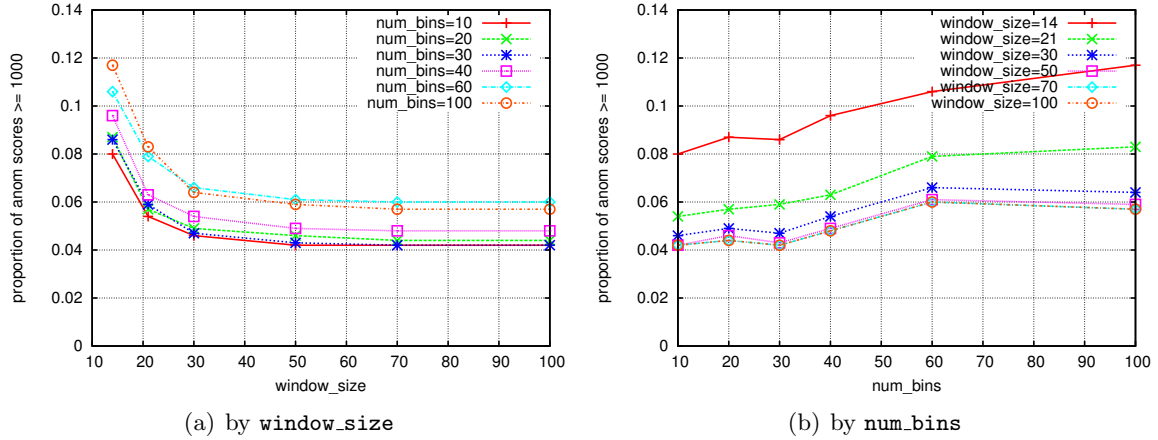 proportion of anom scores >= 1000
0.14
0.12
0.1
0.08
0.06
0.04
0.02
0
10 20 30 40 50 60 70 80 90 100
window_size
num_bins=10
num_bins=20
num_bins=30
num_bins=40
num_bins=60
num_bins=100
(a) by window_size
proportion of anom scores >= 1000
0.14
0.12
0.1
0.08
0.06
0.04
0.02
0
10 20 30 40 50 60 70 80 90 100
num_bins
window_size=14
window_size=21
window_size=30
window_size=50
window_size=70
window_size=100
(b) by num_bins